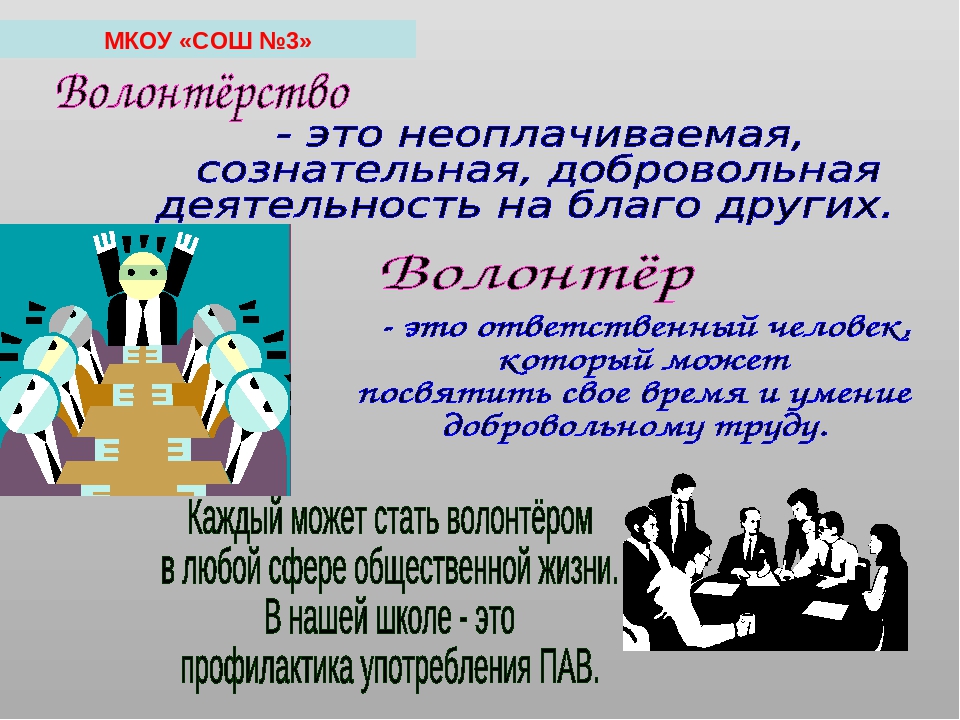 МКОУ «СОШ №3»
Волонтёрство
- это неоплачиваемая,
сознательная, добровольная
деятельность на благо других.
Волонтёр
- это ответственный человек,
который может
посвятить свое время и умение
добровольному труду.
Каждый может стать волонтёром
в любой сфере общественной жизни.
В нашей школе - это
профилактика употребления ПАВ.